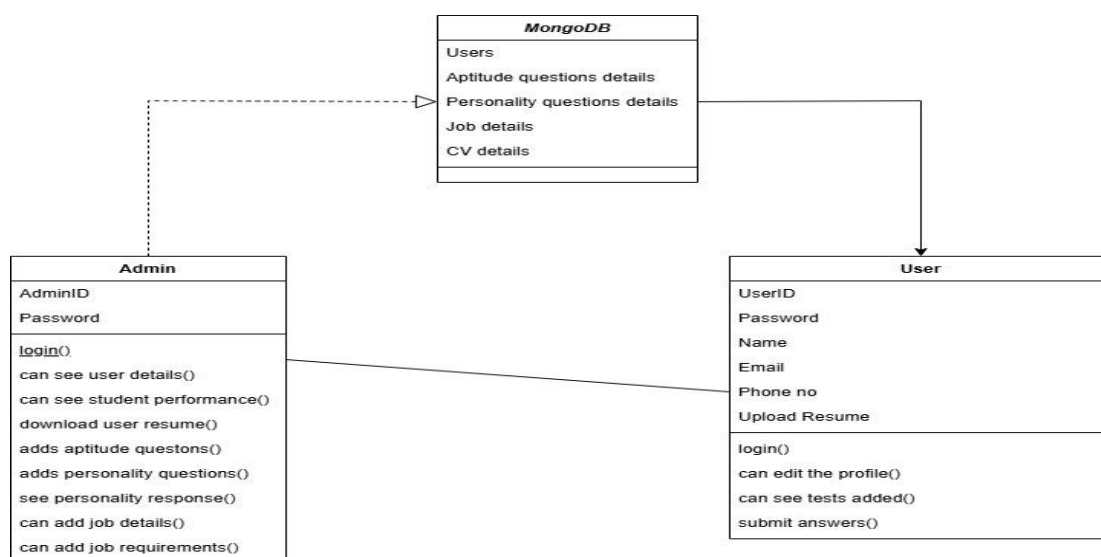 MongoDB
Users
Aptitude questions details
Personality questions details
Job details
CV details
Admin
AdminID
Password
login()
can see user details()
can see student performance()
download user resume()
adds aptitude questons()
adds personality questions()
see personality response()
can add job details()
can add job requirements()
User
UserID
Password
Name
Email
Phone no
Upload Resume
login()
can edit the profile()
can see tests added()
submit answers()